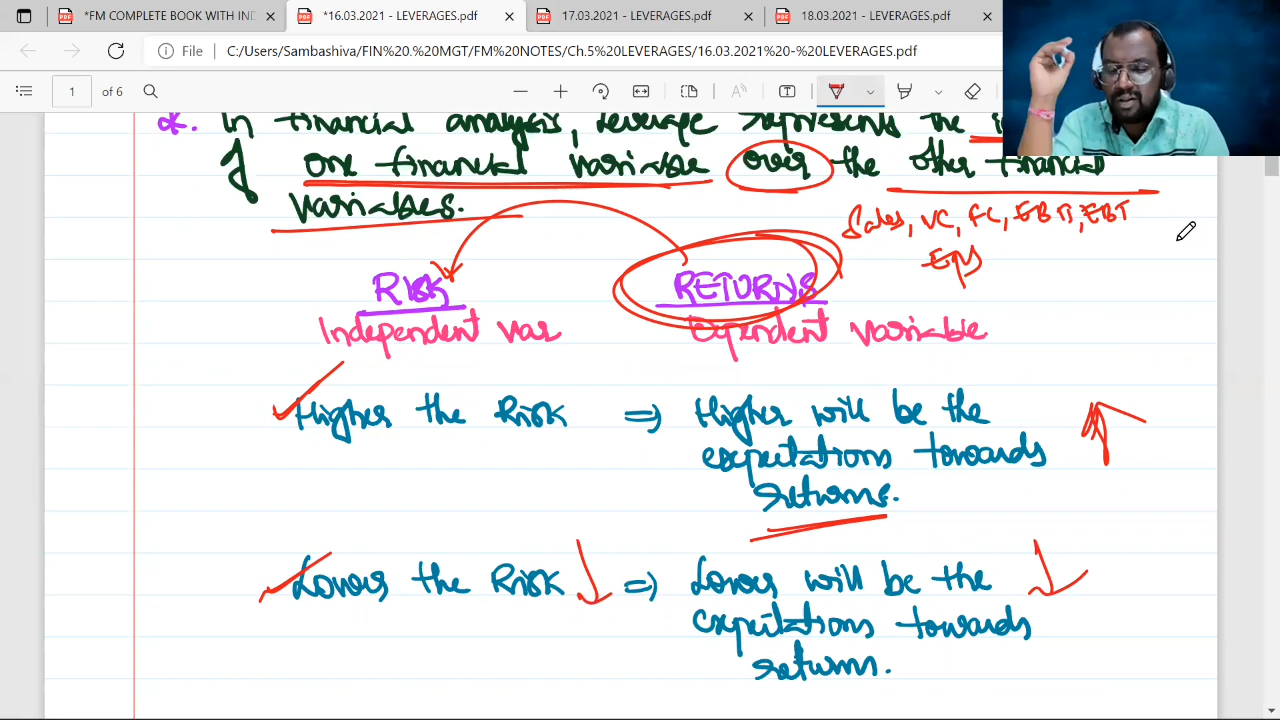 *FM COMPLETE BOOK WITH IND
*16.03.2021 - LEVERAGES.pdf
17.03.2021 - LEVERAGES.pdf
18.03.2021 - LEVERAGES.pdf
File
C:/Users/Sambashiva/FIN%20.%20MGT/FM%20NOTES/Ch.5%20LEVERAGES/16.03.2021%20-%20LEVERAGES.pdf
1 of 6
*. In financial analysis, leverage represents the
of one financial variable over the other financial
variables.
Sales, VC, FC, EBIT, EBT
EPS
RISK RETURNS
Independent var Dependent variable
Higher the Risk ⇒ Higher will be the
expectations towards
returns.
Lower the Risk ↓ ⇒ Lower will be the ↓
expectations towards
returns.